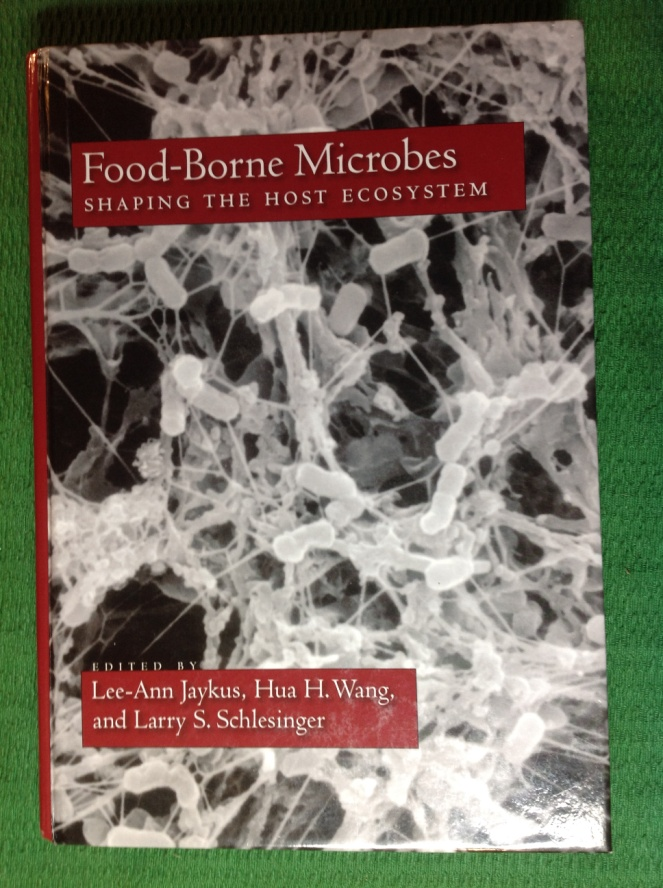 Food-Borne Microbes
SHAPING THE HOST ECOSYSTEM
EDITED BY
Lee-Ann Jaykus, Hua H. Wang,
and Larry S. Schlesinger